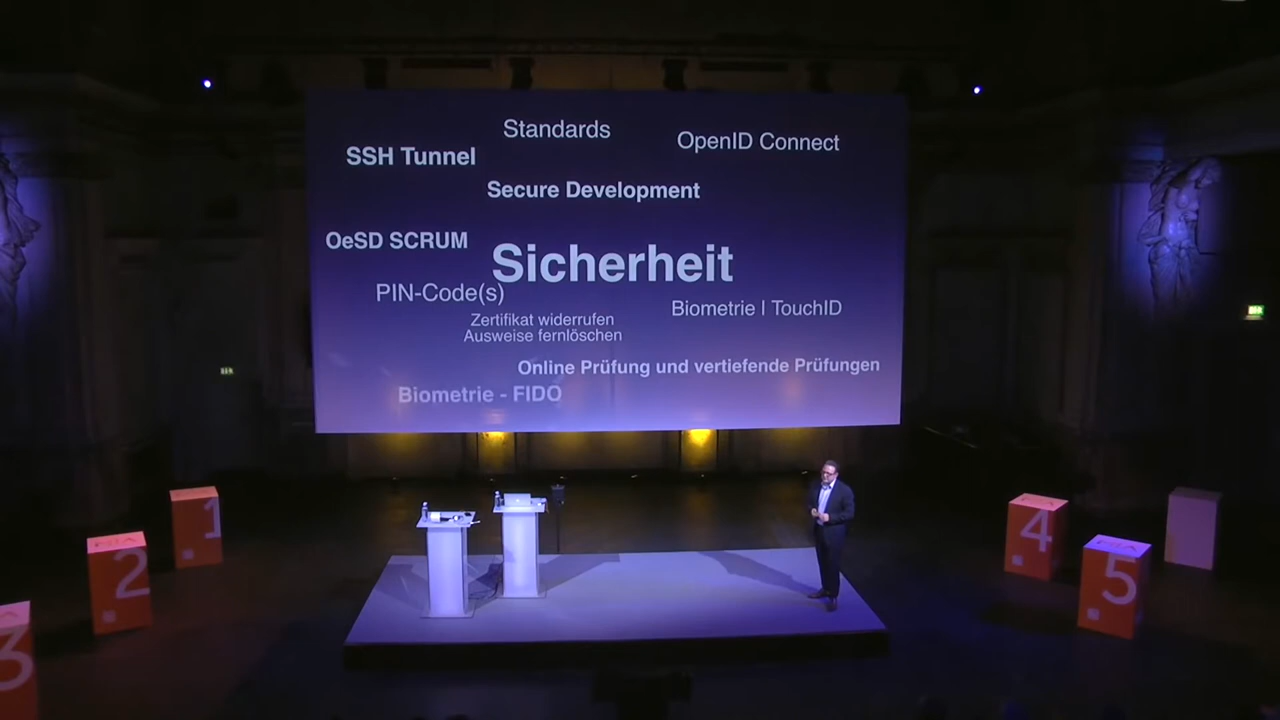 Standards
OpenID Connect
SSH Tunnel
Secure Development
OeSD SCRUM
Sicherheit
PIN-Code(s)
Biometrie | TouchID
Zertifikat widerrufen
Ausweise fernlöschen
Online Prüfung und vertiefende Prüfungen
Biometrie - FIDO
1
2
3
4
5